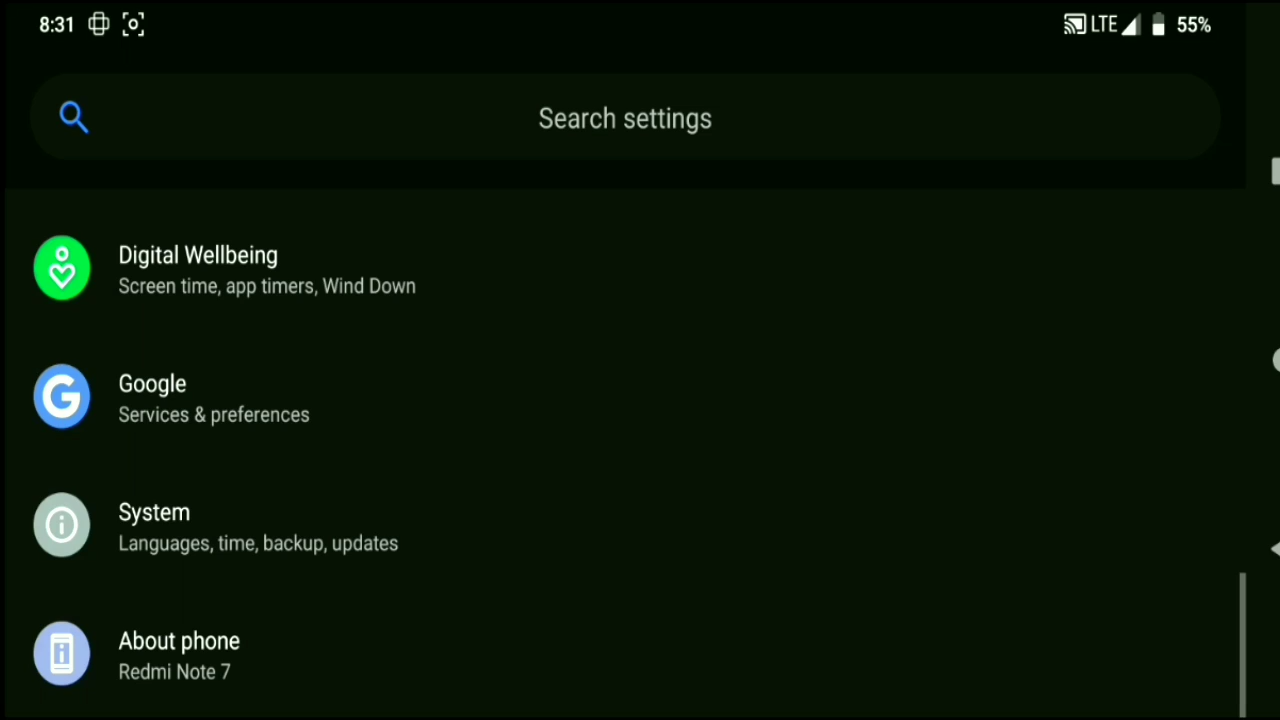 8:31 LTE 55%
Search settings
Digital Wellbeing
Screen time, app timers, Wind Down
Google
Services & preferences
System
Languages, time, backup, updates
About phone
Redmi Note 7